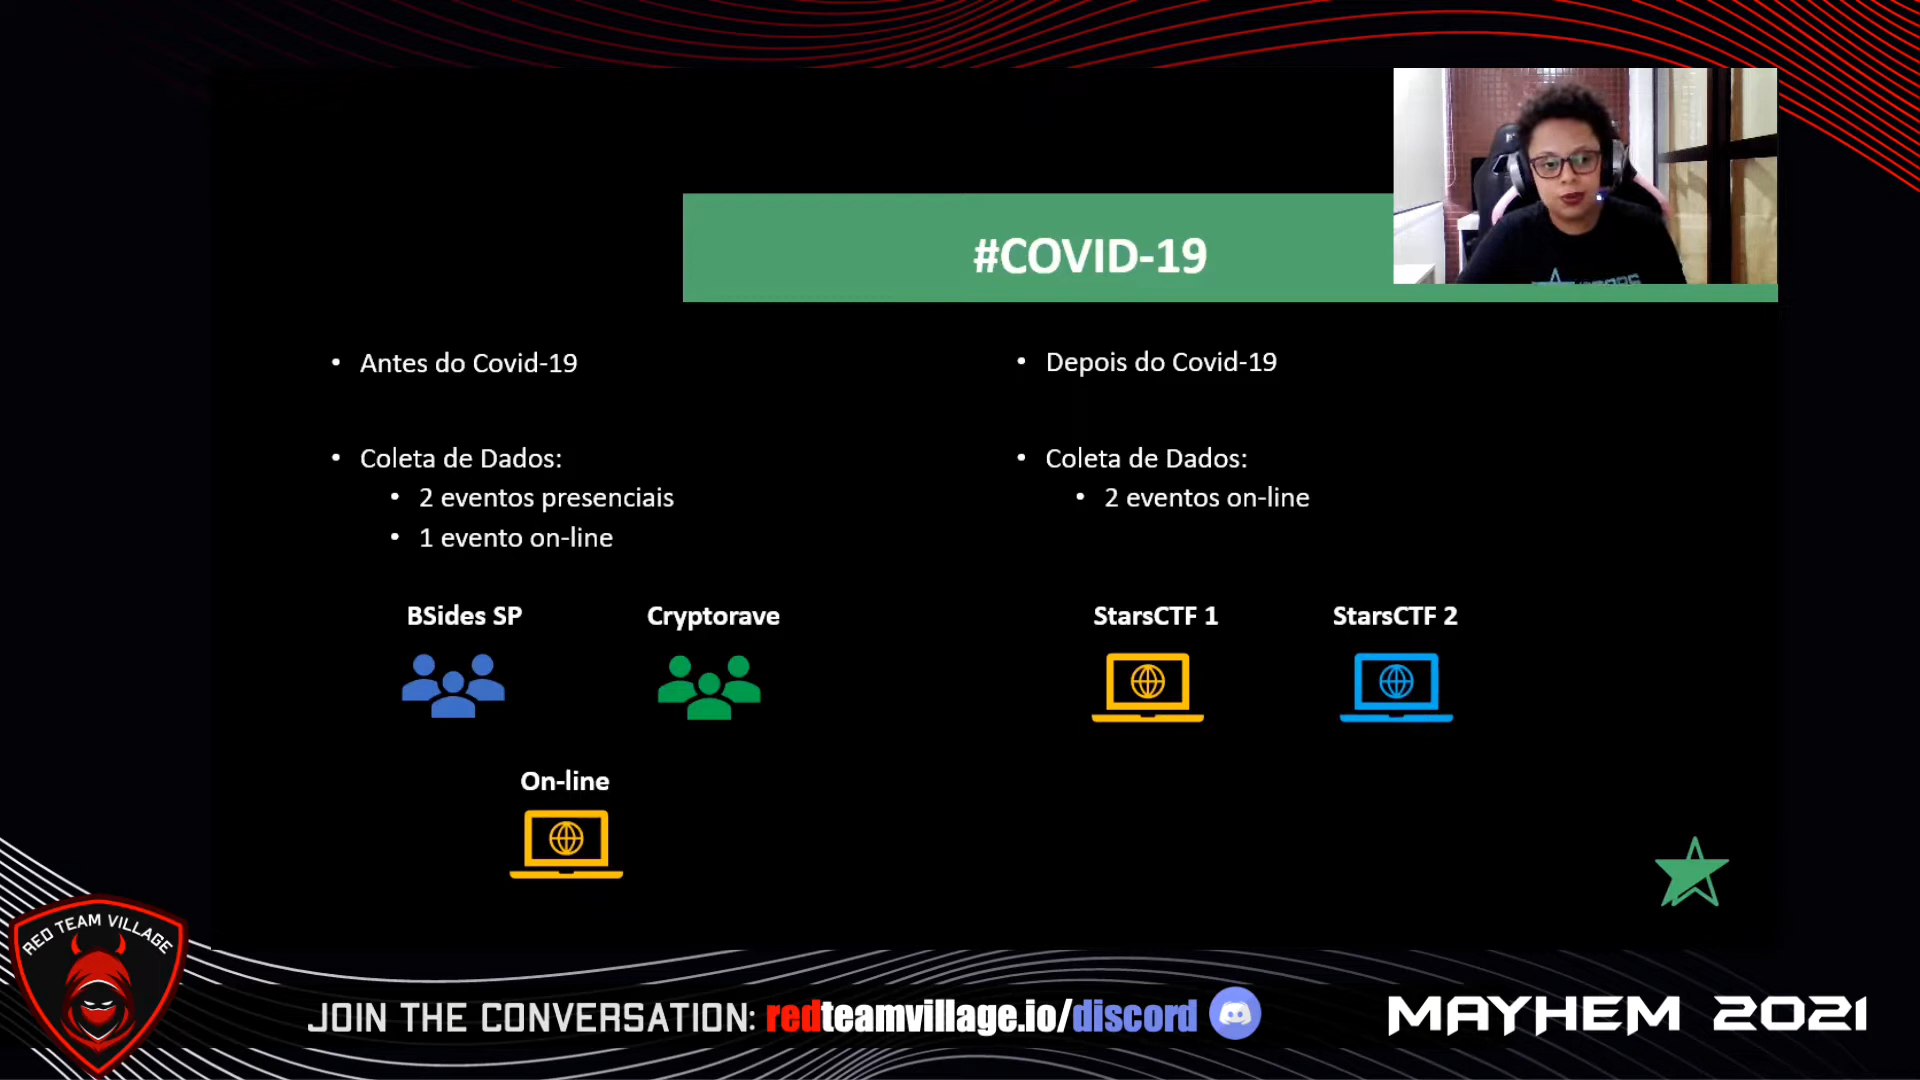 #COVID-19
• Antes do Covid-19
• Coleta de Dados:
• 2 eventos presenciais
• 1 evento on-line
BSides SP
Cryptorave
On-line
• Depois do Covid-19
• Coleta de Dados:
• 2 eventos on-line
StarsCTF 1
StarsCTF 2
RED TEAM VILLAGE
JOIN THE CONVERSATION: redteamvillage.io/discord
MAYHEM 2021